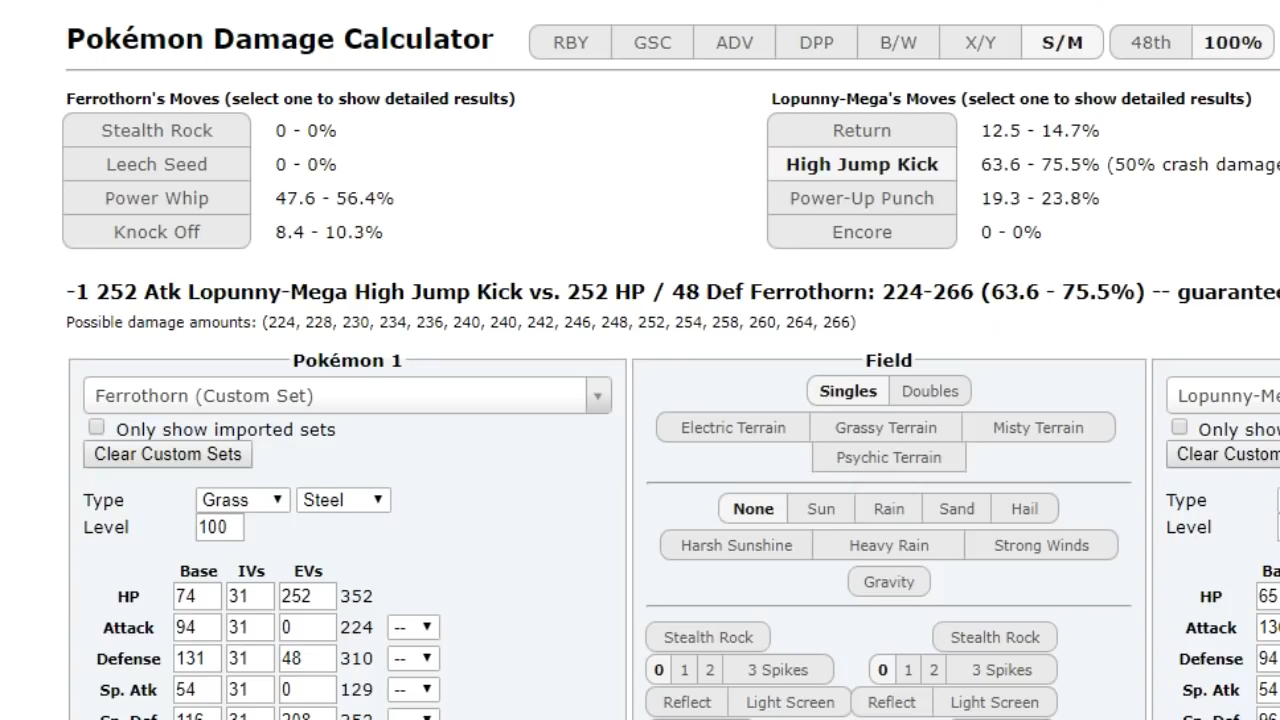 Pokémon Damage Calculator RBY GSC ADV DPP B/W X/Y S/M 48th 100%
Ferrothorn's Moves (select one to show detailed results) Lopunny-Mega's Moves (select one to show detailed results)
Stealth Rock 0 - 0% Return 12.5 - 14.7%
Leech Seed 0 - 0% High Jump Kick 63.6 - 75.5% (50% crash damage
Power Whip 47.6 - 56.4% Power-Up Punch 19.3 - 23.8%
Knock Off 8.4 - 10.3% Encore 0 - 0%
-1 252 Atk Lopunny-Mega High Jump Kick vs. 252 HP / 48 Def Ferrothorn: 224-266 (63.6 - 75.5%) -- guarantee
Possible damage amounts: (224, 228, 230, 234, 236, 240, 240, 242, 246, 248, 252, 254, 258, 260, 264, 266)
Pokémon 1 Field
Ferrothorn (Custom Set) Singles Doubles Lopunny-Me
Only show imported sets Electric Terrain Grassy Terrain Misty Terrain Only show
Clear Custom Sets Psychic Terrain Clear Custom
Type Grass Steel None Sun Rain Sand Hail Type
Level 100 Harsh Sunshine Heavy Rain Strong Winds Level
Base IVs EVs Gravity Ba
HP 74 31 252 352 HP 65
Attack 94 31 0 224 -- Stealth Rock Stealth Rock Attack 136
Defense 131 31 48 310 -- 0 1 2 3 Spikes 0 1 2 3 Spikes Defense 94
Sp. Atk 54 31 0 129 -- Reflect Light Screen Reflect Light Screen Sp. Atk 54